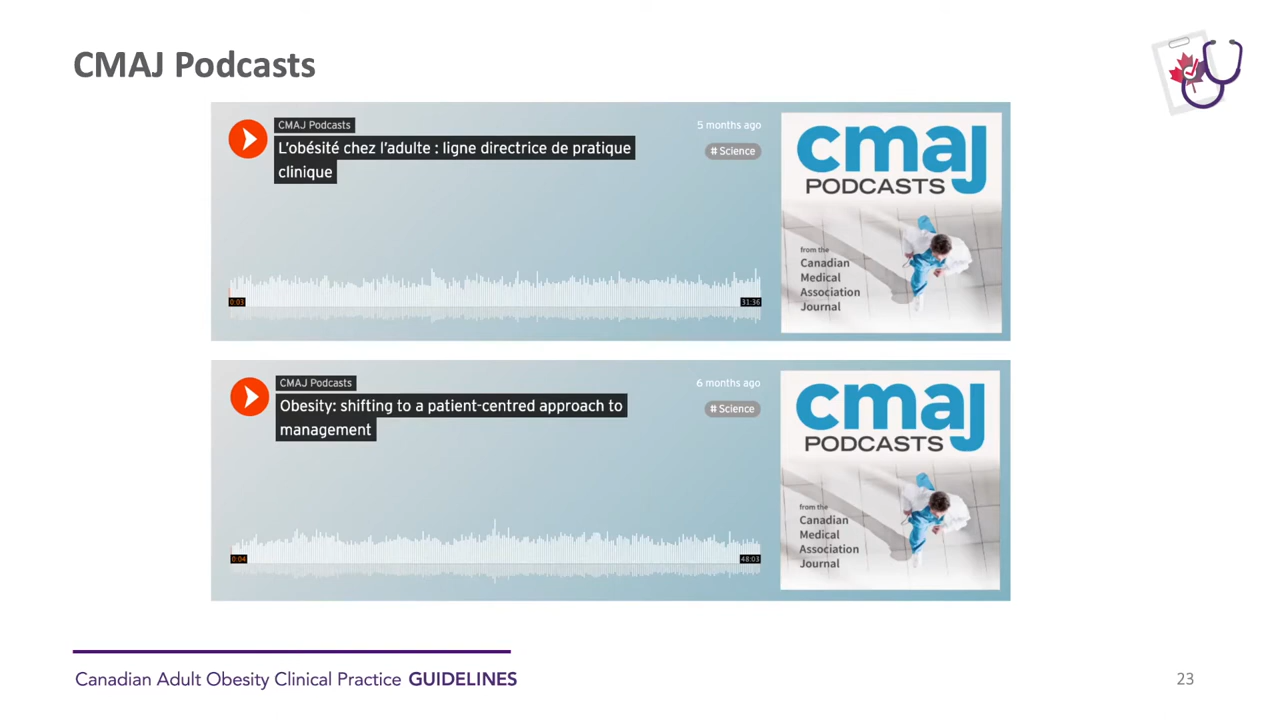 CMAJ Podcasts
CMAJ Podcasts
5 months ago
L’obésité chez l’adulte : ligne directrice de pratique
clinique
# Science
0:03
31:36
cmaj
PODCASTS
from the
Canadian
Medical
Association
Journal
CMAJ Podcasts
6 months ago
Obesity: shifting to a patient-centred approach to
management
# Science
0:04
48:03
cmaj
PODCASTS
from the
Canadian
Medical
Association
Journal
Canadian Adult Obesity Clinical Practice GUIDELINES
23